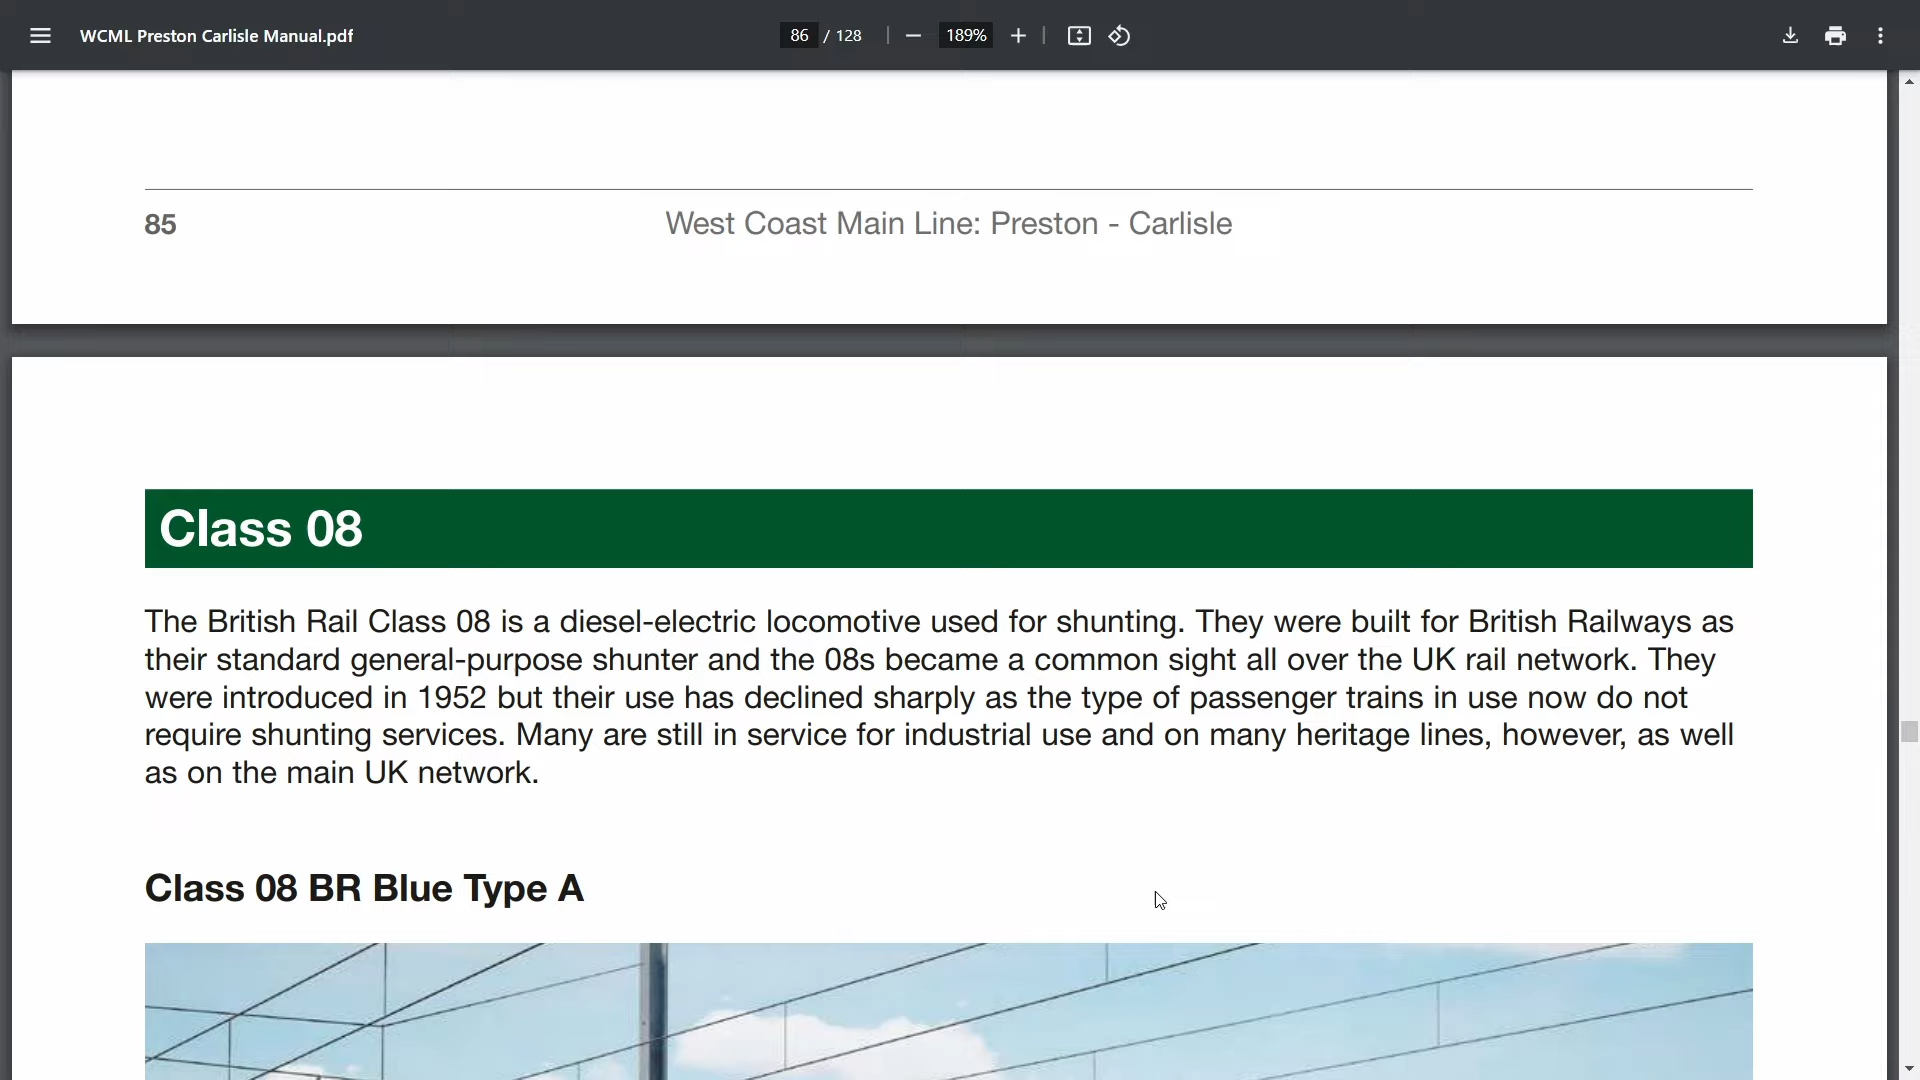 WCML Preston Carlisle Manual.pdf
86 / 128
189%
85
West Coast Main Line: Preston - Carlisle
Class 08
The British Rail Class 08 is a diesel-electric locomotive used for shunting. They were built for British Railways as
their standard general-purpose shunter and the 08s became a common sight all over the UK rail network. They
were introduced in 1952 but their use has declined sharply as the type of passenger trains in use now do not
require shunting services. Many are still in service for industrial use and on many heritage lines, however, as well
as on the main UK network.
Class 08 BR Blue Type A